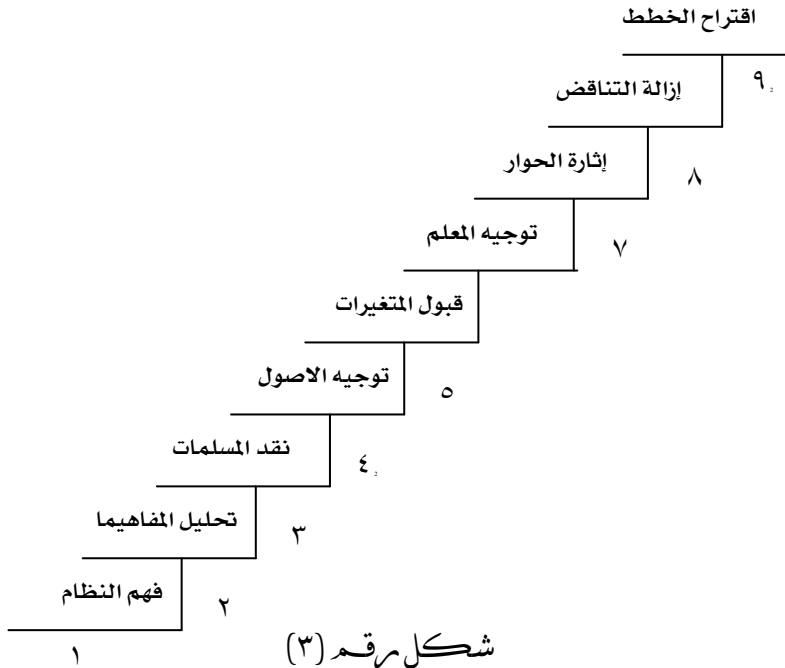 اقتراح الخطط
٩
إزالة التناقض
٨
إثارة الحوار
٧
توجيه المعلم
قبول المتغيرات
٥
توجيه الاصول
٤
نقد المسلمات
٣
تحليل المفاهيما
٢
فهم النظام
١
شكل رقم (٣)